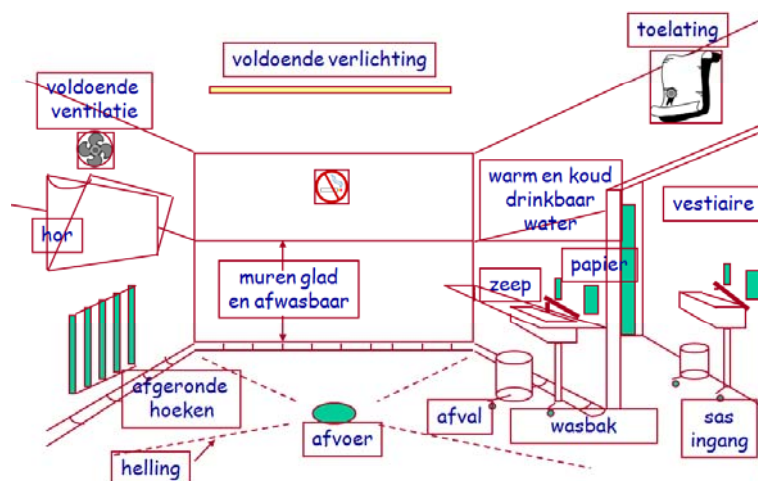 toelating
voldoende verlichting
voldoende
ventilatie
warm en koud
drinkbaar
water
vestiaire
hor
muren glad
en afwasbaar
zeep
papier
afgeronde
hoeken
afval
wasbak
sas
ingang
afvoer
helling